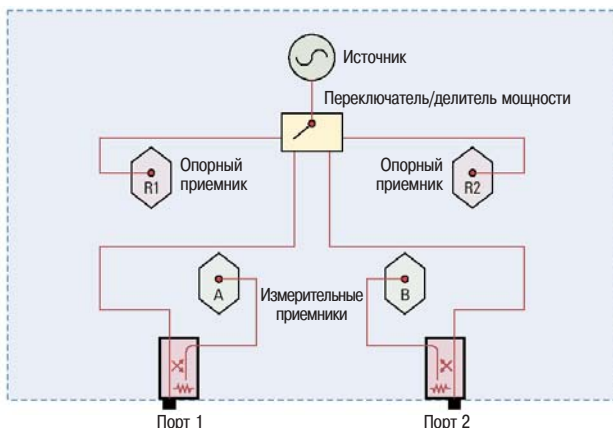 Источник
Переключатель/делитель мощности
Опорный
приемник
R1
Опорный
приемник
R2
A
Измерительные
приемники
B
Порт 1
Порт 2